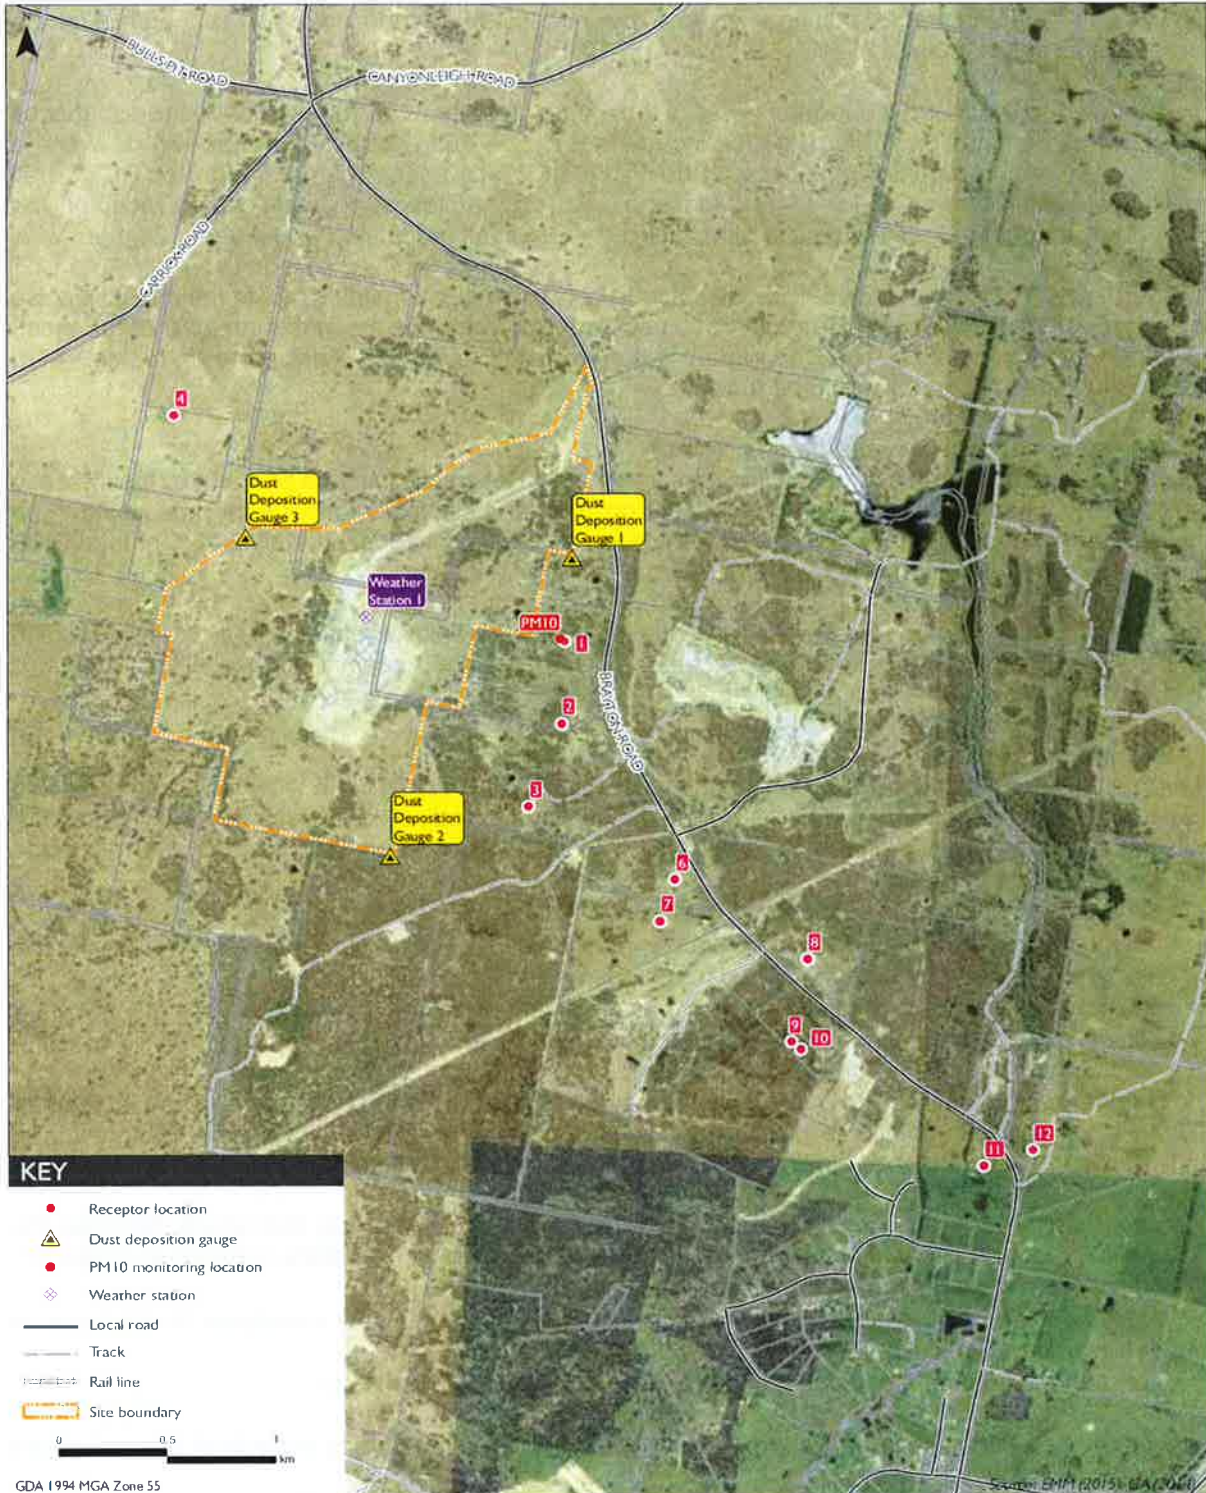 BULLS PIT ROAD
CANYONLEIGH ROAD
CARRICK ROAD
4
Dust
Deposition
Gauge 3
Dust
Deposition
Gauge 1
Weather
Station 1
PM10
1
2
BRAYTON ROAD
3
Dust
Deposition
Gauge 2
6
7
8
9
10
11
12
KEY
Receptor location
Dust deposition gauge
PM10 monitoring location
Weather station
Local road
Track
Rail line
Site boundary
0 0.5 1
km
GDA 1994 MGA Zone 55
Source: EMM (2015)